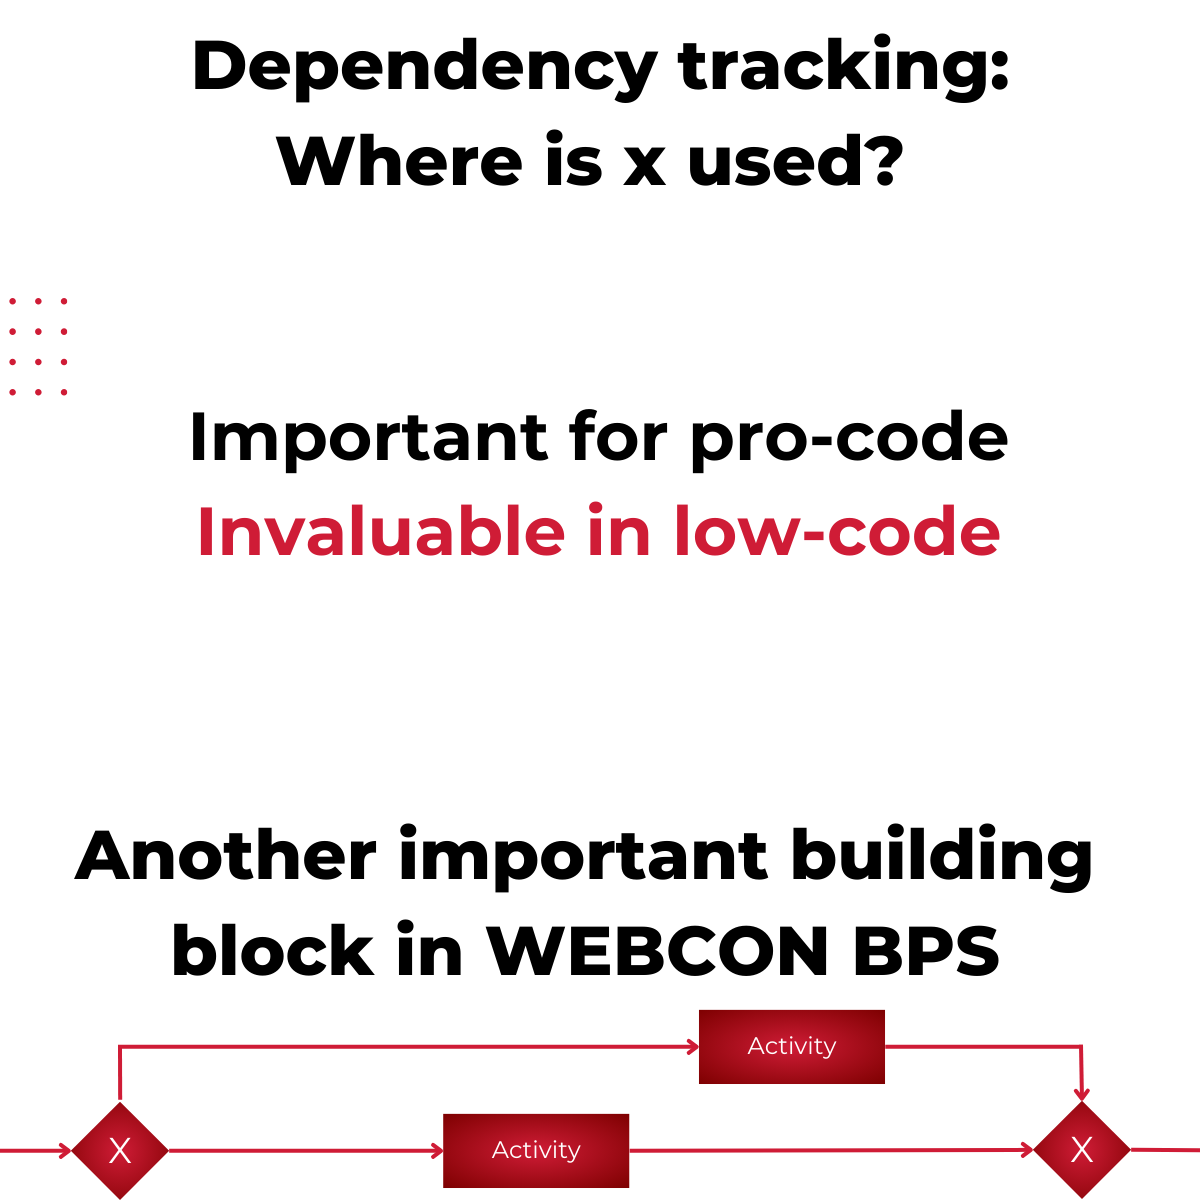 Dependency tracking:
Where is x used?
Important for pro-code
Invaluable in low-code
Another important building
block in WEBCON BPS
Activity
X
Activity
X